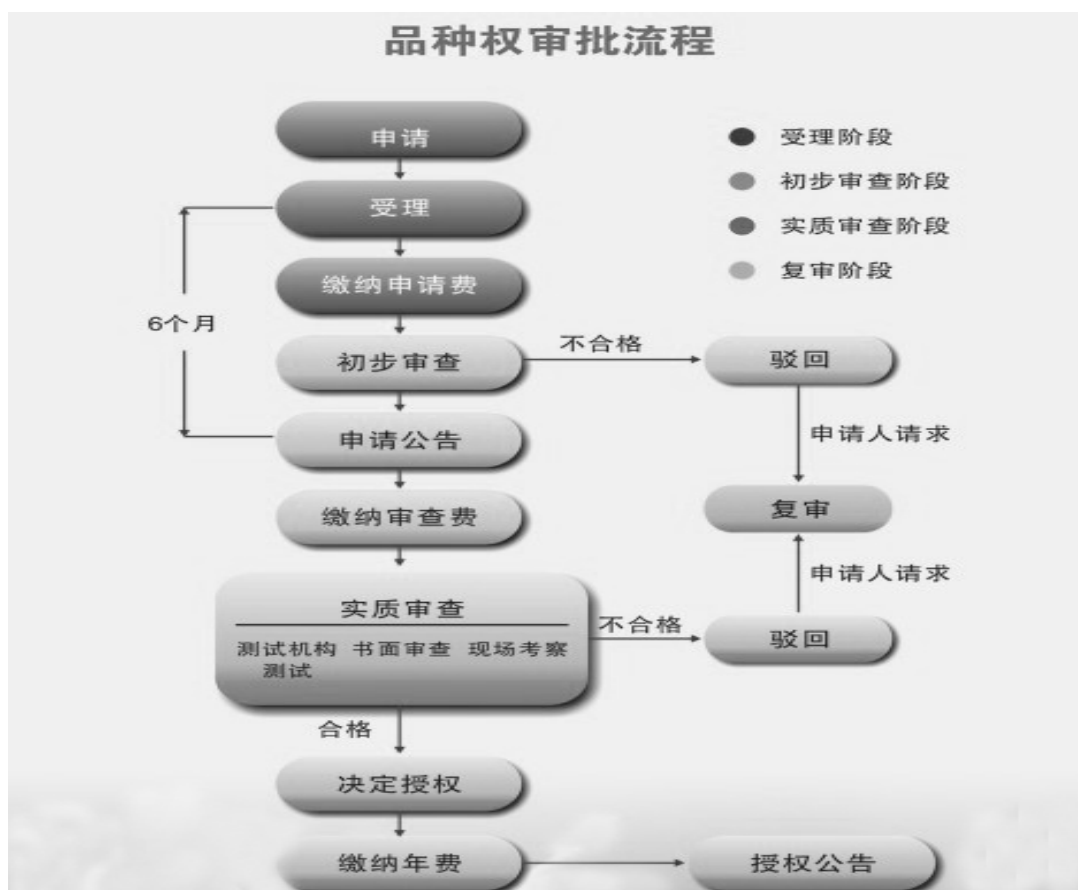 品种权审批流程
申请
受理阶段
初步审查阶段
实质审查阶段
复审阶段
受理
缴纳申请费
6个月
初步审查
不合格
驳回
申请公告
申请人请求
缴纳审查费
复审
申请人请求
实质审查
测试机构 书面审查 现场考察
测试
不合格
驳回
合格
决定授权
缴纳年费
授权公告